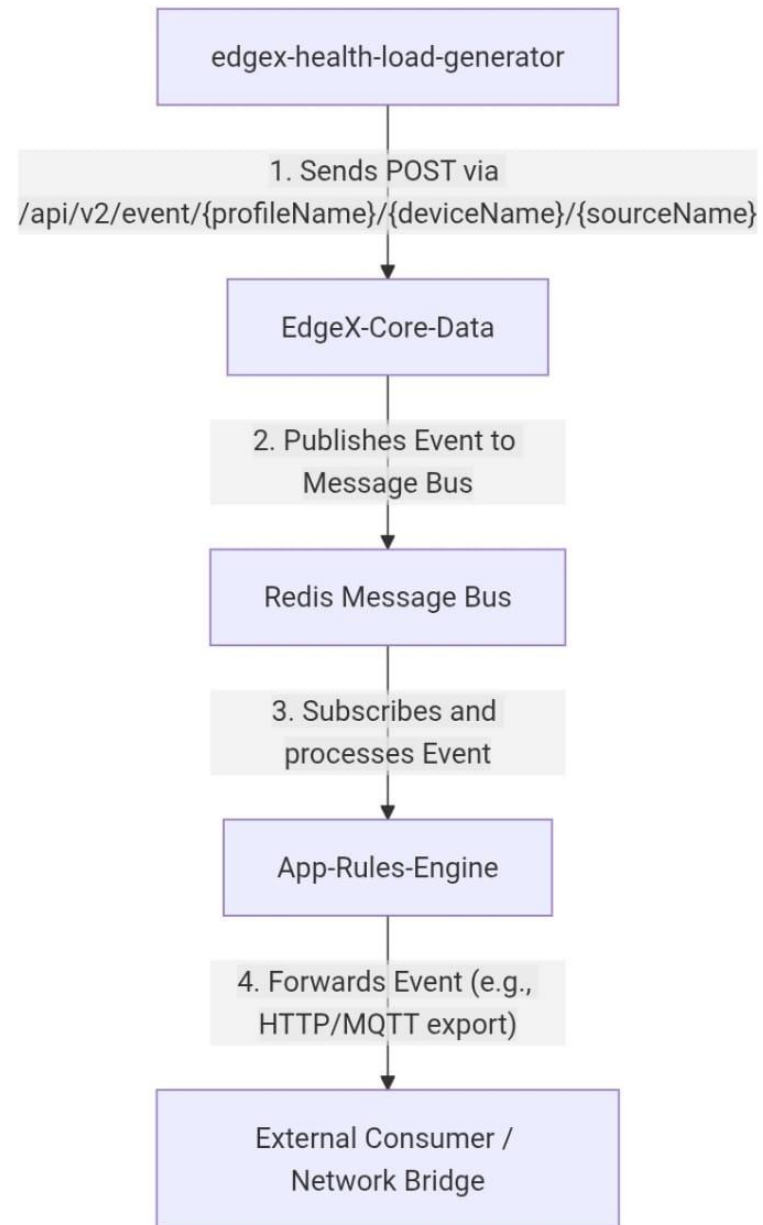 edgex-health-load-generator
1. Sends POST via
/api/v2/event/{profileName}/{deviceName}/{sourceName}
EdgeX-Core-Data
2. Publishes Event to
Message Bus
Redis Message Bus
3. Subscribes and
processes Event
App-Rules-Engine
4. Forwards Event (e.g.,
HTTP/MQTT export)
External Consumer /
Network Bridge